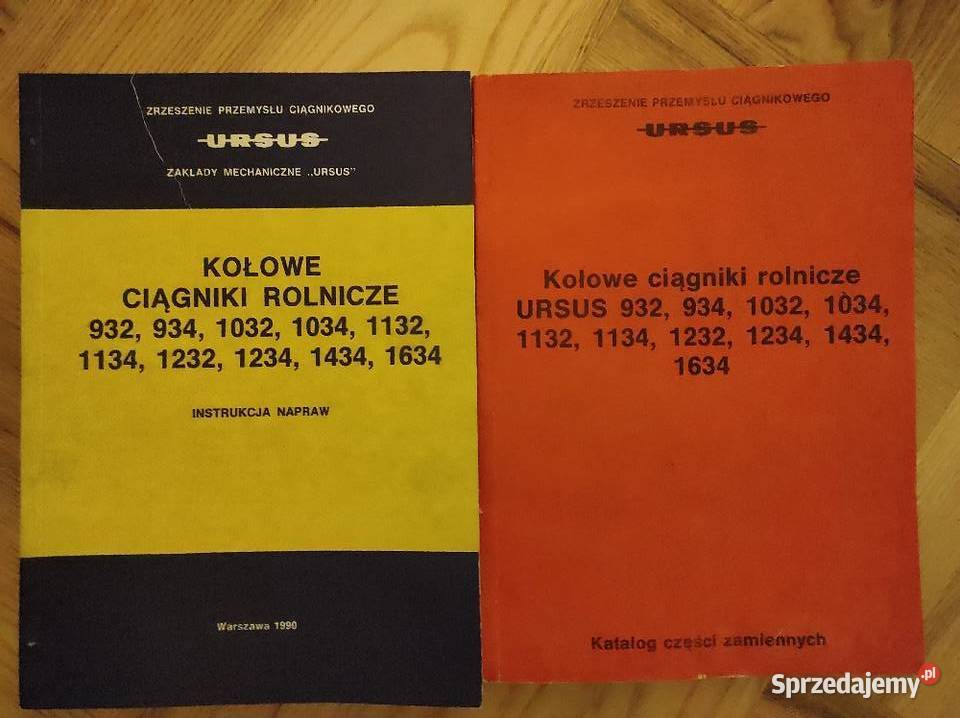 ZRZESZENIE PRZEMYSŁU CIĄGNIKOWEGO
URSUS
ZAKŁADY MECHANICZNE „URSUS"
KOŁOWE
CIĄGNIKI ROLNICZE
932, 934, 1032, 1034, 1132,
1134, 1232, 1234, 1434, 1634
INSTRUKCJA NAPRAW
Warszawa 1990
ZRZESZENIE PRZEMYSŁU CIĄGNIKOWEGO
URSUS
Kołowe ciągniki rolnicze
URSUS 932, 934, 1032, 1034,
1132, 1134, 1232, 1234, 1434,
1634
Katalog części zamiennych
Sprzedajemy.pl